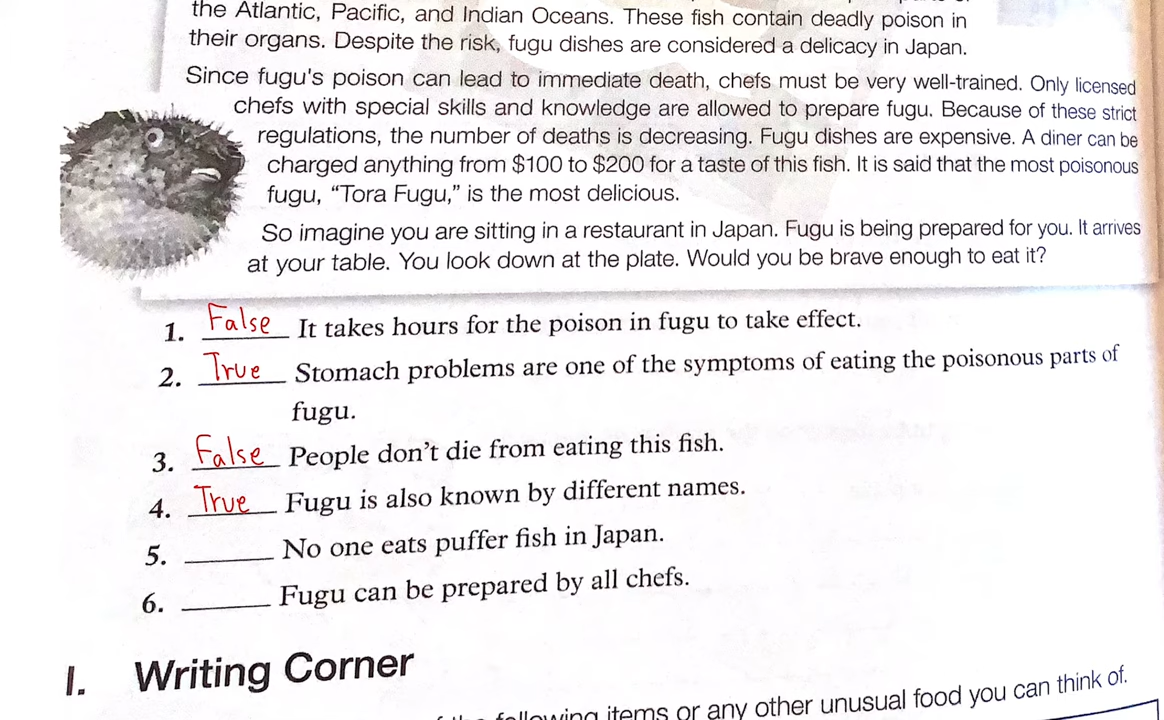 the Atlantic, Pacific, and Indian Oceans. These fish contain deadly poison in
their organs. Despite the risk, fugu dishes are considered a delicacy in Japan.
Since fugu's poison can lead to immediate death, chefs must be very well-trained. Only licensed
chefs with special skills and knowledge are allowed to prepare fugu. Because of these strict
regulations, the number of deaths is decreasing. Fugu dishes are expensive. A diner can be
charged anything from $100 to $200 for a taste of this fish. It is said that the most poisonous
fugu, “Tora Fugu,” is the most delicious.
So imagine you are sitting in a restaurant in Japan. Fugu is being prepared for you. It arrives
at your table. You look down at the plate. Would you be brave enough to eat it?
1. False It takes hours for the poison in fugu to take effect.
2. True Stomach problems are one of the symptoms of eating the poisonous parts of
fugu.
3. False People don’t die from eating this fish.
4. True Fugu is also known by different names.
5. ______ No one eats puffer fish in Japan.
6. ______ Fugu can be prepared by all chefs.
I. Writing Corner
following items or any other unusual food you can think of.